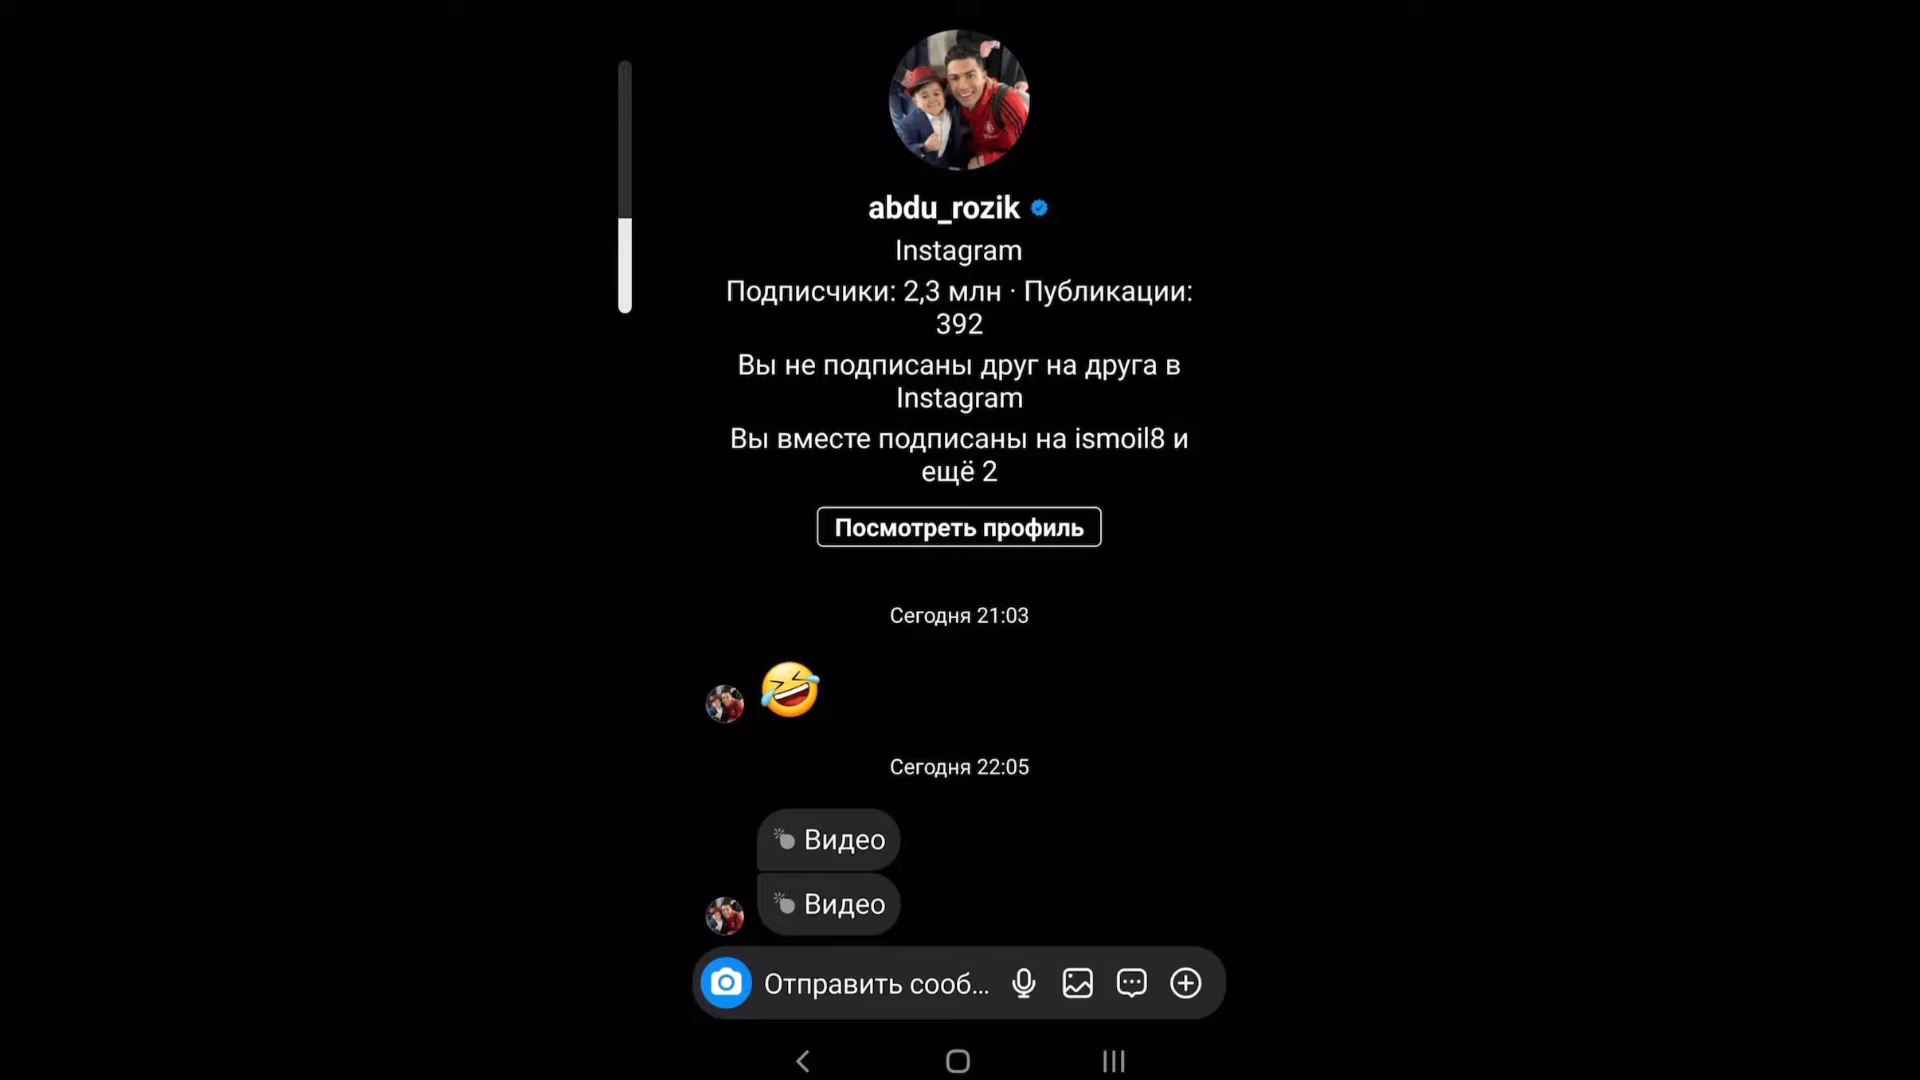 abdu_rozik
Instagram
Подписчики: 2,3 млн · Публикации:
392
Вы не подписаны друг на друга в
Instagram
Вы вместе подписаны на ismoil8 и
ещё 2
Посмотреть профиль
Сегодня 21:03
Сегодня 22:05
Видео
Видео
Отправить сооб...